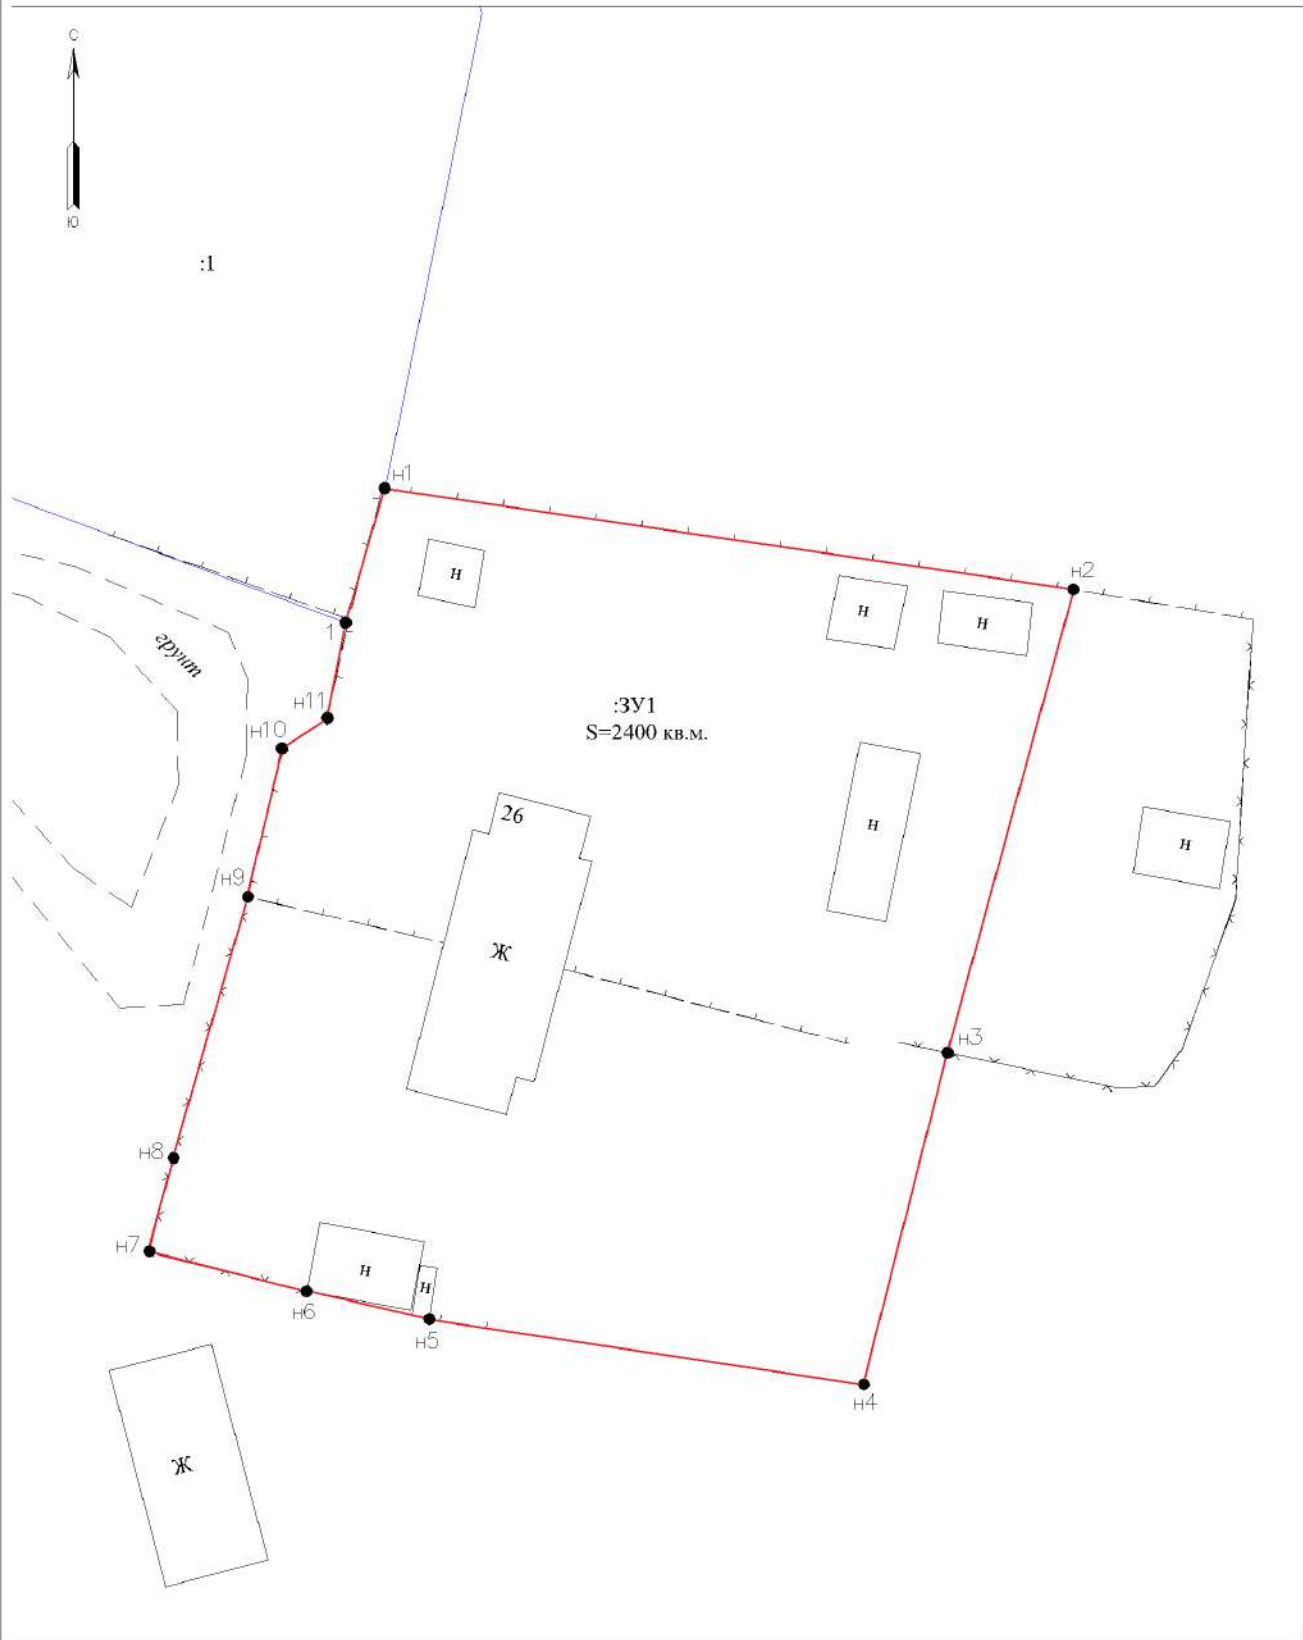 С
Ю
:1
н1
н2
н
н
н
1
грунт
н11
н10
:ЗУ1
S=2400 кв.м.
26
н
н
н9
Ж
н3
н8
н7
н
н
н6
н5
н4
Ж